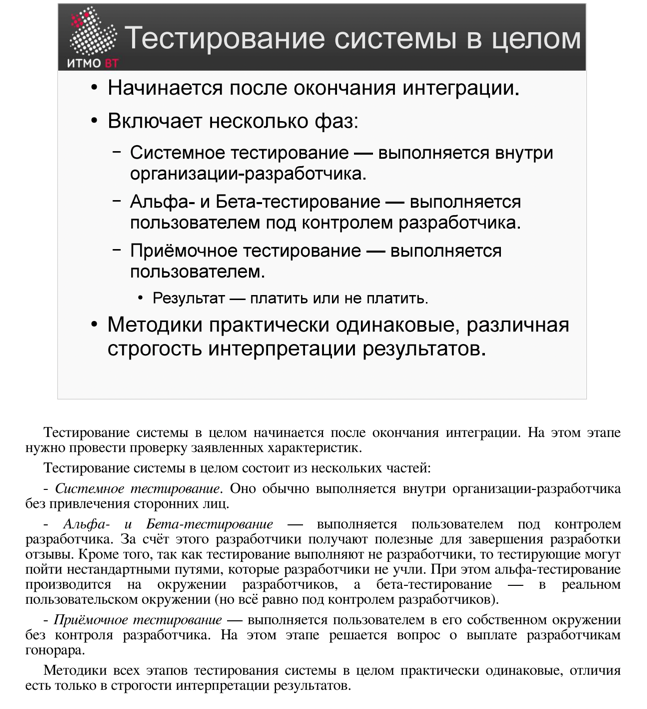 ИТМО ВТ
Тестирование системы в целом
• Начинается после окончания интеграции.
• Включает несколько фаз:
– Системное тестирование — выполняется внутри
организации-разработчика.
– Альфа- и Бета-тестирование — выполняется
пользователем под контролем разработчика.
– Приёмочное тестирование — выполняется
пользователем.
• Результат — платить или не платить.
• Методики практически одинаковые, различная
строгость интерпретации результатов.
Тестирование системы в целом начинается после окончания интеграции. На этом этапе
нужно провести проверку заявленных характеристик.
Тестирование системы в целом состоит из нескольких частей:
- Системное тестирование. Оно обычно выполняется внутри организации-разработчика
без привлечения сторонних лиц.
- Альфа- и Бета-тестирование — выполняется пользователем под контролем
разработчика. За счёт этого разработчики получают полезные для завершения разработки
отзывы. Кроме того, так как тестирование выполняют не разработчики, то тестирующие могут
пойти нестандартными путями, которые разработчики не учли. При этом альфа-тестирование
производится на окружении разработчиков, а бета-тестирование — в реальном
пользовательском окружении (но всё равно под контролем разработчиков).
- Приёмочное тестирование — выполняется пользователем в его собственном окружении
без контроля разработчика. На этом этапе решается вопрос о выплате разработчикам
гонорара.
Методики всех этапов тестирования системы в целом практически одинаковые, отличия
есть только в строгости интерпретации результатов.